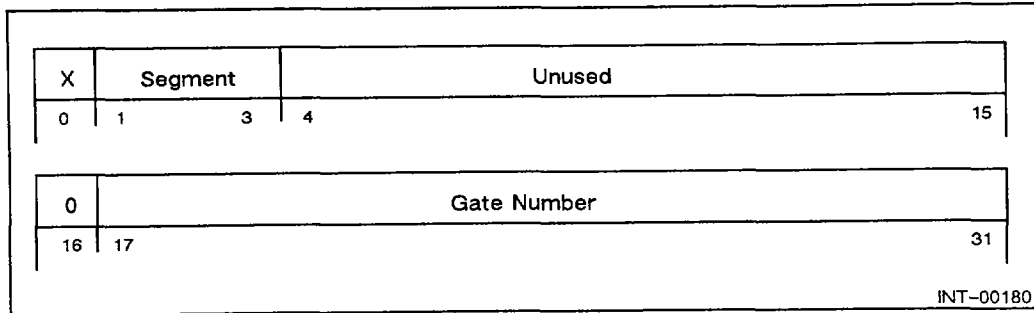 X Segment Unused
0 1 3 4 15
0 Gate Number
16 17 31
INT-00180